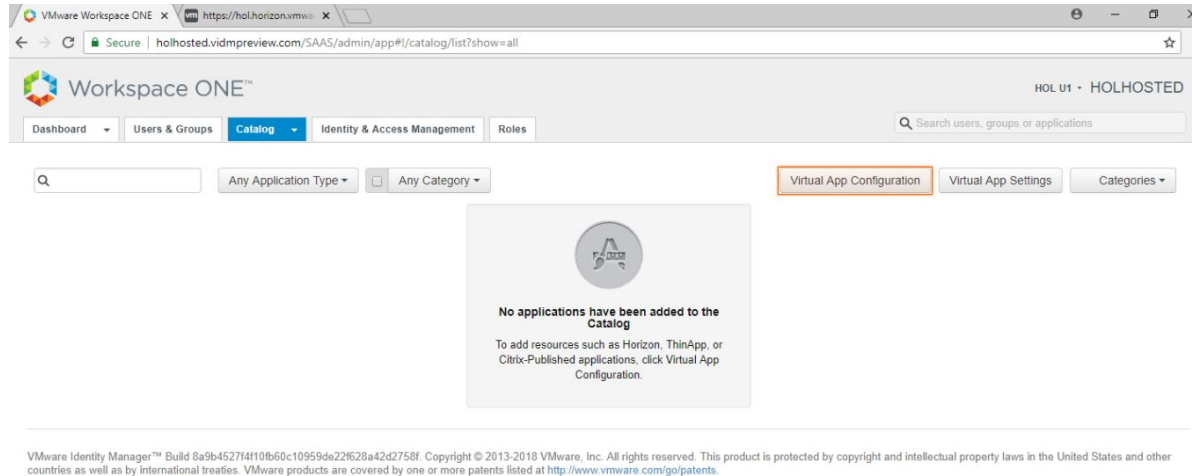 VMware Workspace ONE
https://hol.horizon.vmwa
Secure | holhosted.vidmpreview.com/SAAS/admin/app#!/catalog/list?show=all
Workspace ONE™
HOL U1 HOLHOSTED
Dashboard Users & Groups Catalog Identity & Access Management Roles
Search users, groups or applications
Any Application Type Any Category Virtual App Configuration Virtual App Settings Categories
No applications have been added to the
Catalog
To add resources such as Horizon, ThinApp, or
Citrix-Published applications, click Virtual App
Configuration.
VMware Identity Manager™ Build 8a9b4527f4f10fb60c10959de22f628a42d2758f. Copyright © 2013-2018 VMware, Inc. All rights reserved. This product is protected by copyright and intellectual property laws in the United States and other
countries as well as by international treaties. VMware products are covered by one or more patents listed at http://www.vmware.com/go/patents.